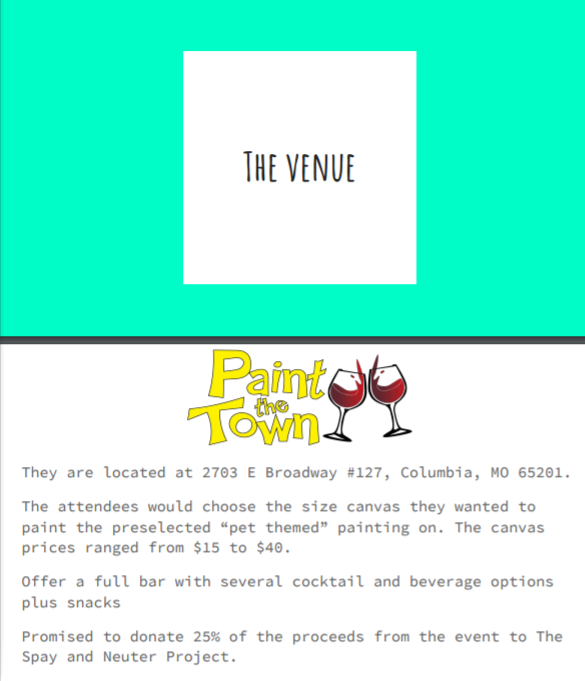 The venue
Paint
the
Town
They are located at 2703 E Broadway #127, Columbia, MO 65201.
The attendees would choose the size canvas they wanted to
paint the preselected “pet themed” painting on. The canvas
prices ranged from $15 to $40.
Offer a full bar with several cocktail and beverage options
plus snacks
Promised to donate 25% of the proceeds from the event to The
Spay and Neuter Project.